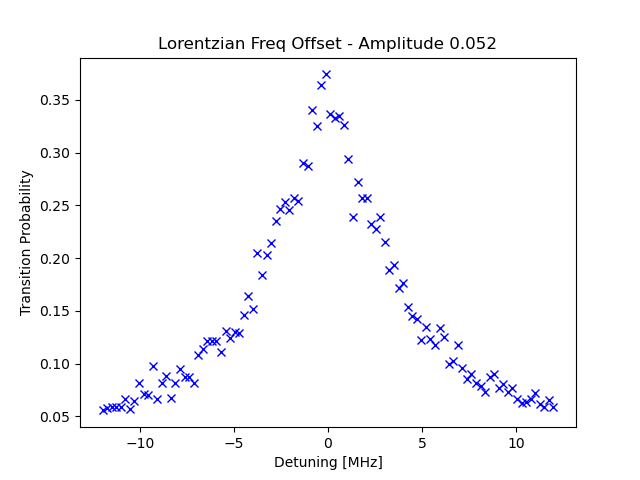 Lorentzian Freq Offset - Amplitude 0.052
Transition Probability
0.35
0.30
0.25
0.20
0.15
0.10
0.05
−10 −5 0 5 10
Detuning [MHz]